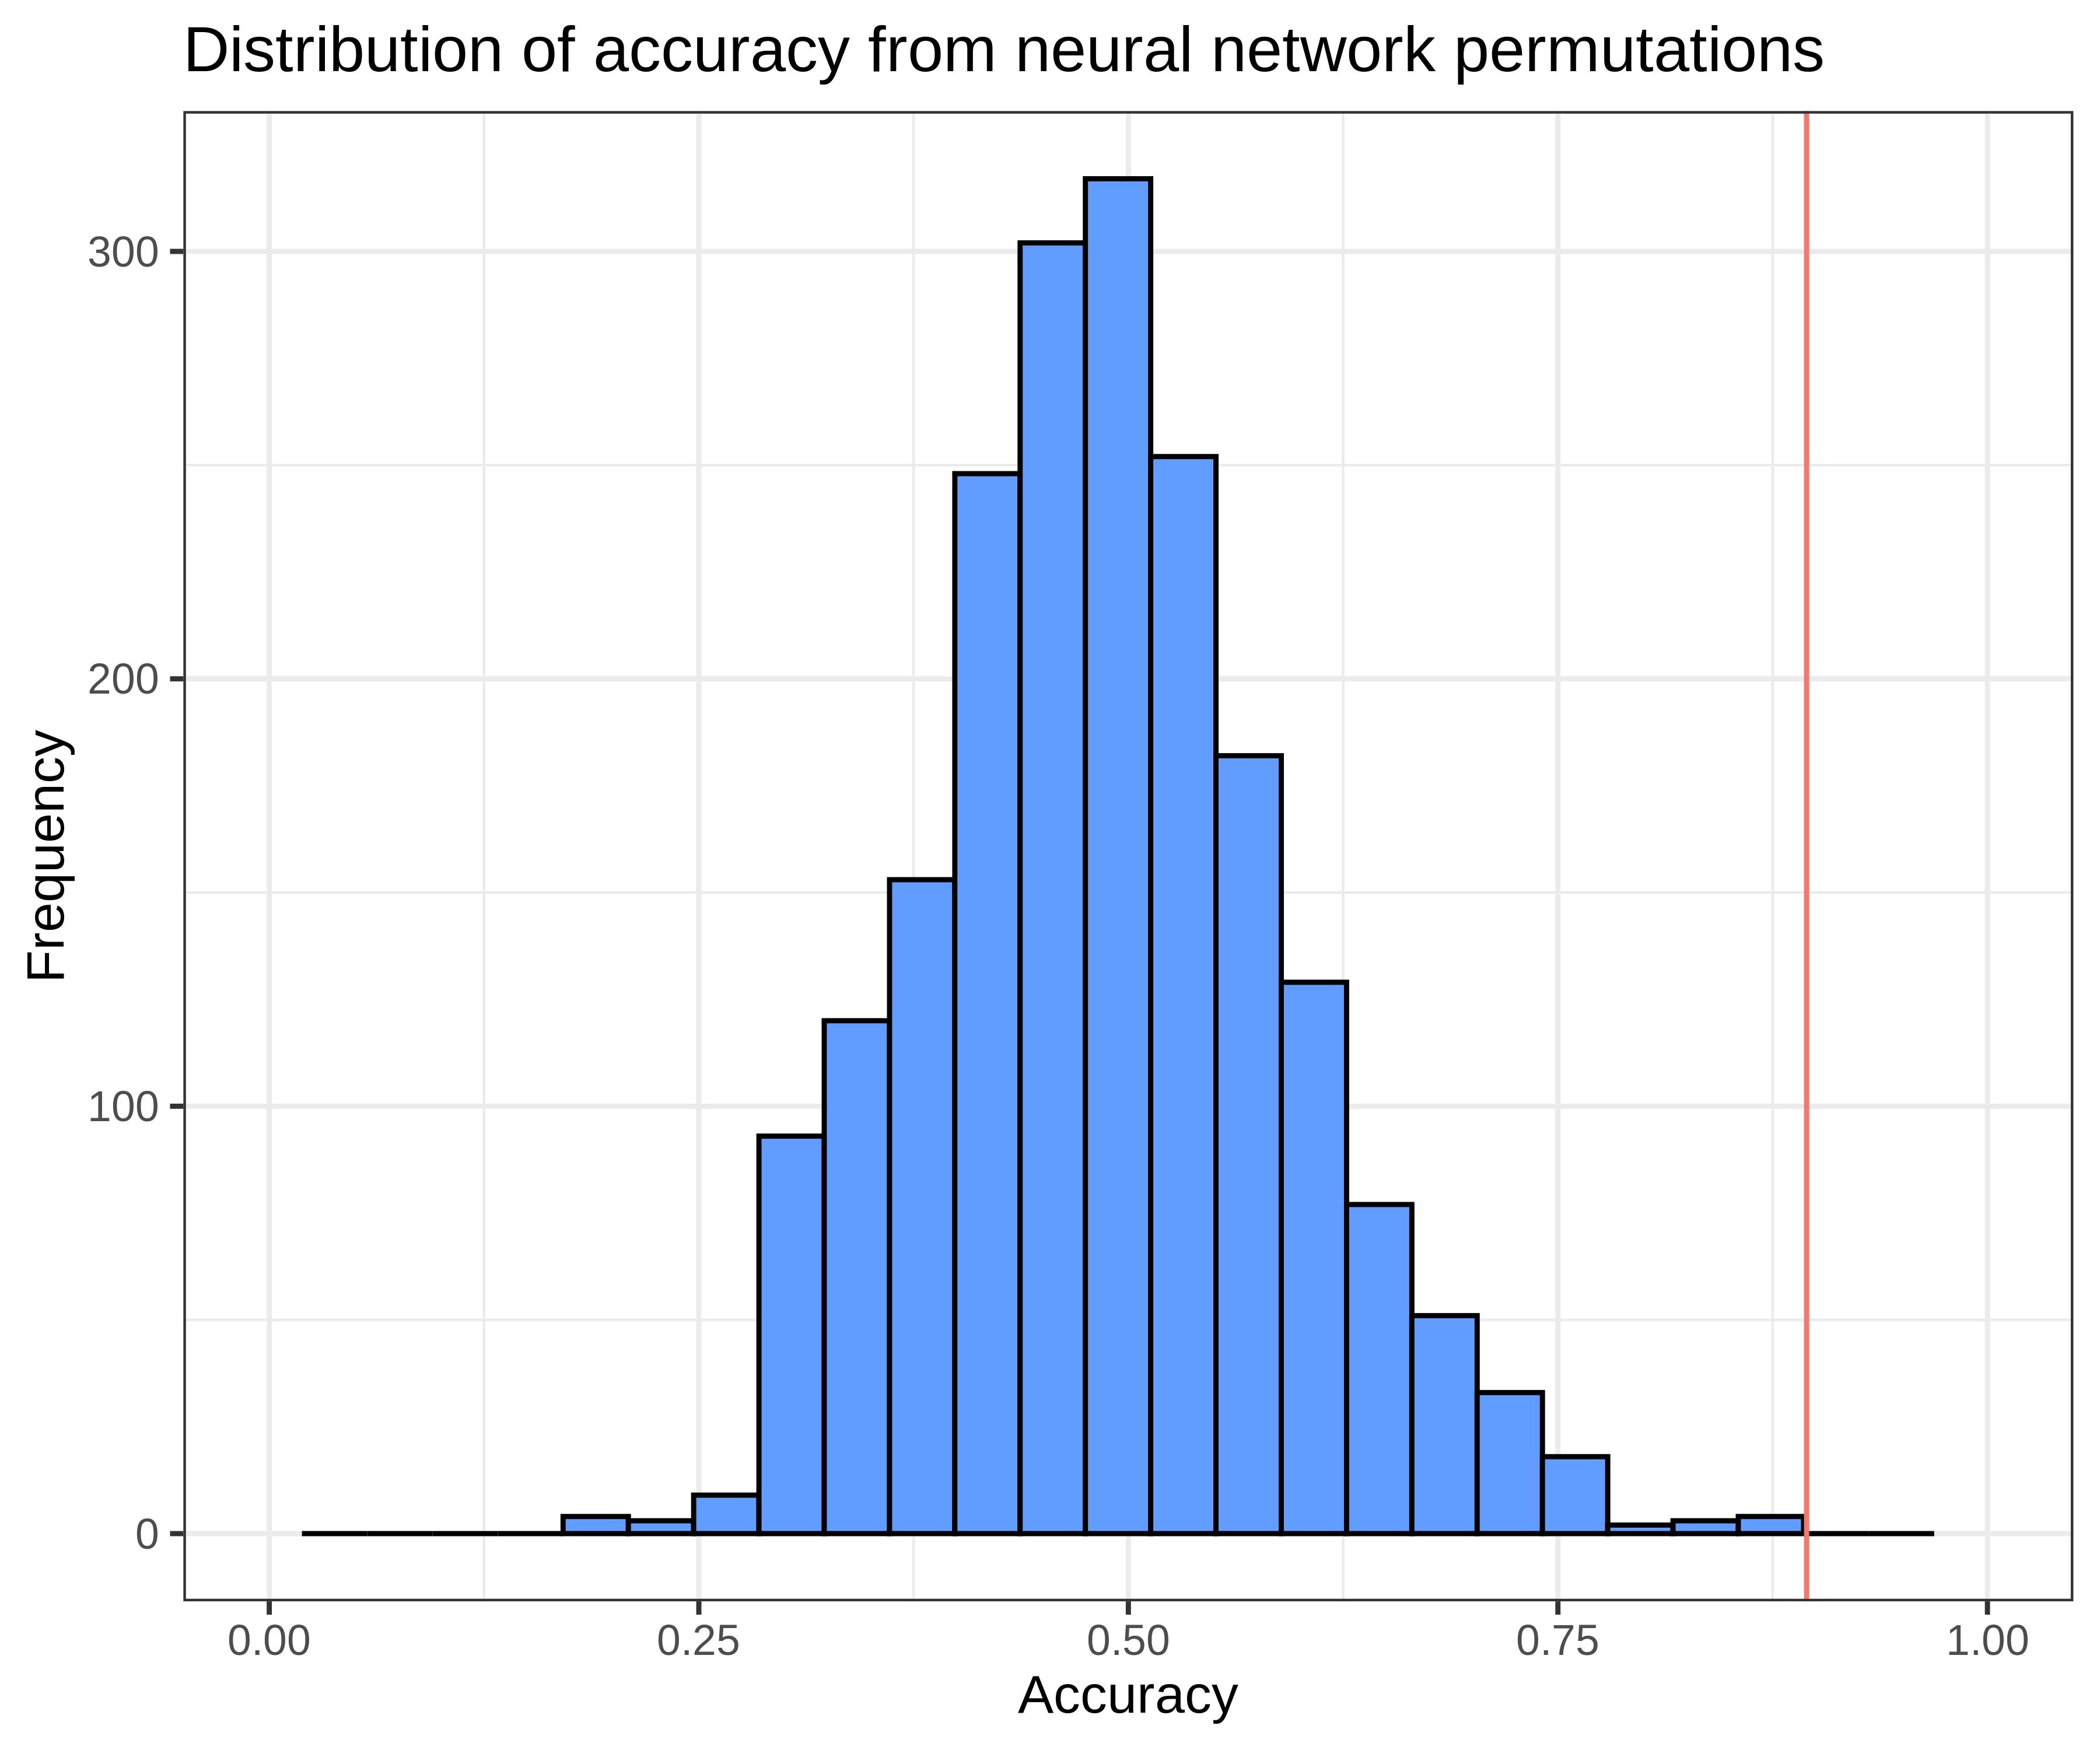 Distribution of accuracy from neural network permutations
300
200
100
0
Frequency
0.00 0.25 0.50 0.75 1.00
Accuracy